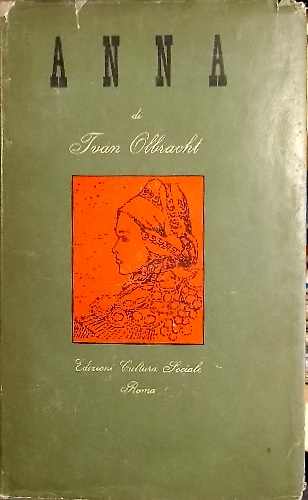 ANNA
di
Ivan Olbracht
Edizioni Cultura Sociale
Roma